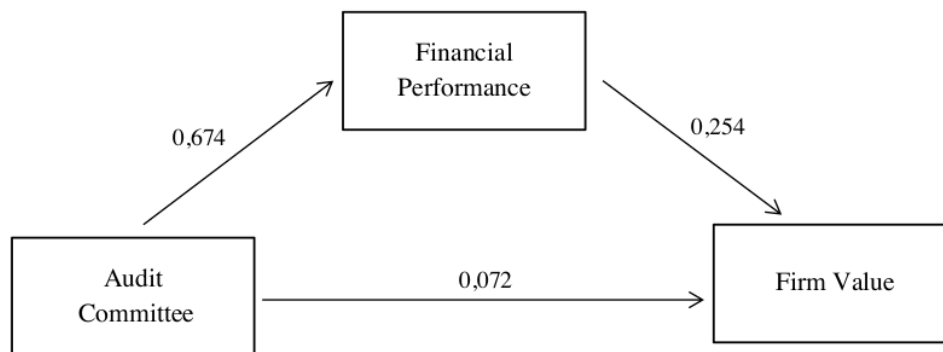 Financial
Performance
0,674
0,254
Audit
Committee
0,072
Firm Value